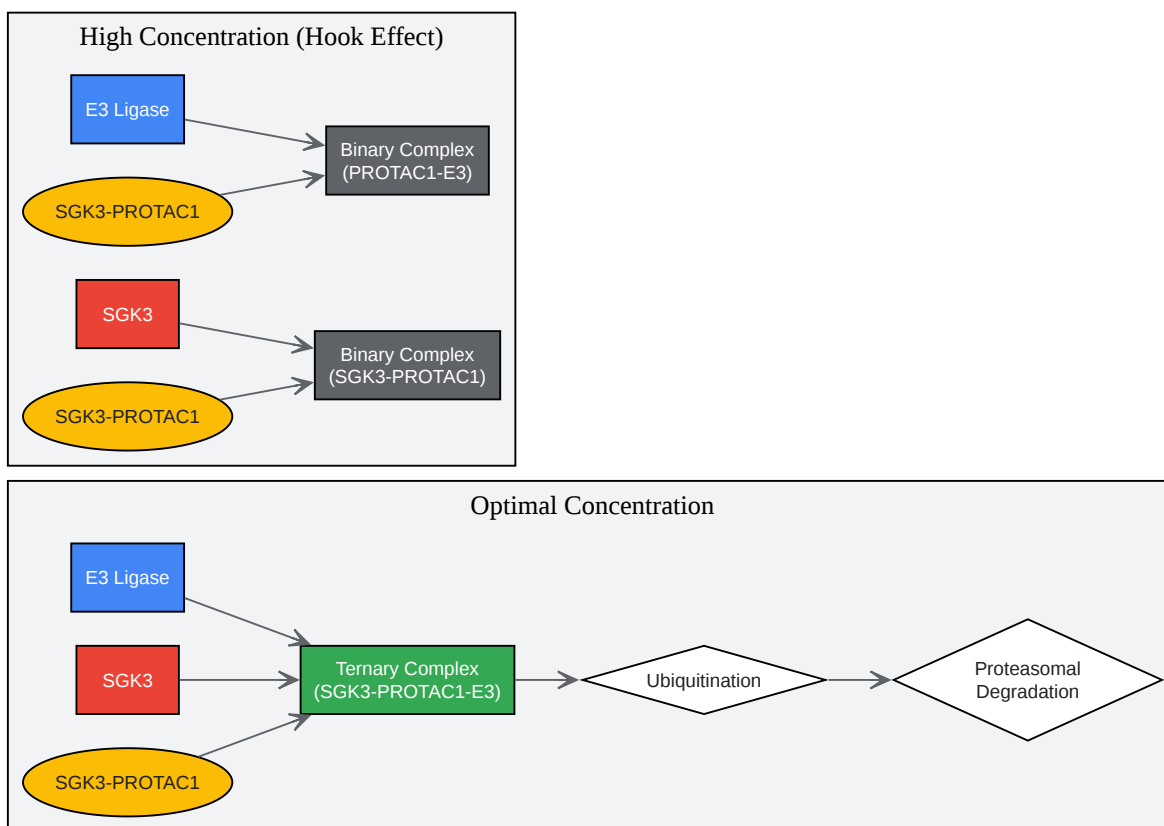 High Concentration (Hook Effect)
E3 Ligase
Binary Complex
(PROTAC1-E3)
SGK3-PROTAC1
SGK3
Binary Complex
(SGK3-PROTAC1)
SGK3-PROTAC1
Optimal Concentration
E3 Ligase
SGK3
Ternary Complex
(SGK3-PROTAC1-E3)
Ubiquitination
Proteasomal
Degradation
SGK3-PROTAC1